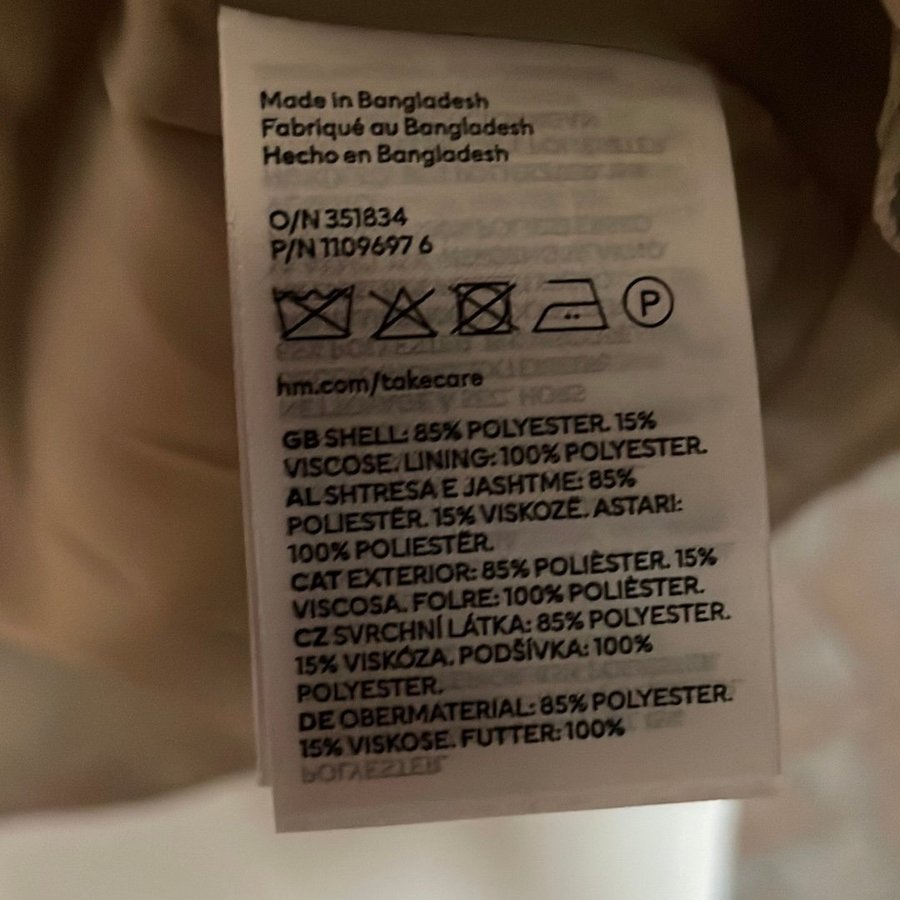 Made in Bangladesh
Fabriqué au Bangladesh
Hecho en Bangladesh
O/N 351834
P/N 1109697 6
P
hm.com/takecare
GB SHELL: 85% POLYESTER. 15%
VISCOSE. LINING: 100% POLYESTER.
AL SHTRESA E JASHTME: 85%
POLIESTËR. 15% VISKOZË. ASTARI:
100% POLIESTËR.
CAT EXTERIOR: 85% POLIÈSTER. 15%
VISCOSA. FOLRE: 100% POLIÈSTER.
CZ SVRCHNÍ LÁTKA: 85% POLYESTER.
15% VISKÓZA. PODŠÍVKA: 100%
POLYESTER.
DE OBERMATERIAL: 85% POLYESTER.
15% VISKOSE. FUTTER: 100%